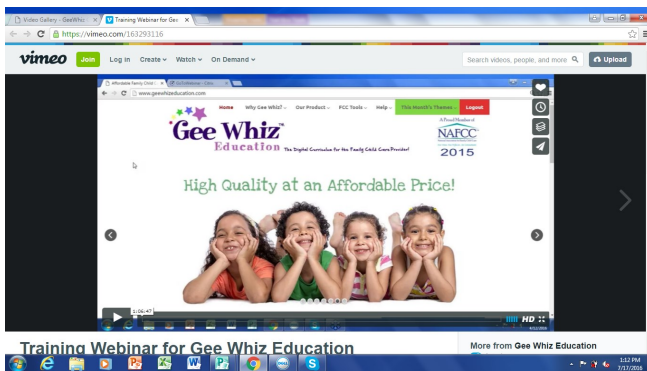 Video Gallery - GeeWhiz
Training Webinar for Gee
https://vimeo.com/163293116
vimeo
Join
Log in
Create
Watch
On Demand
Search videos, people, and more
Upload
Affordable Family Child
www.geewhizeducation.com
Home
Why Gee Whiz?
Our Product
FCC Tools
Help
This Month's Themes
Logout
Gee Whiz™
Education
The Digital Curriculum for the Family Child Care Provider!
A Proud Member of
NAFCC
2015
High Quality at an Affordable Price!
1:06:47
HD
Training Webinar for Gee Whiz Education
More from Gee Whiz Education
1:12 PM
7/17/2016